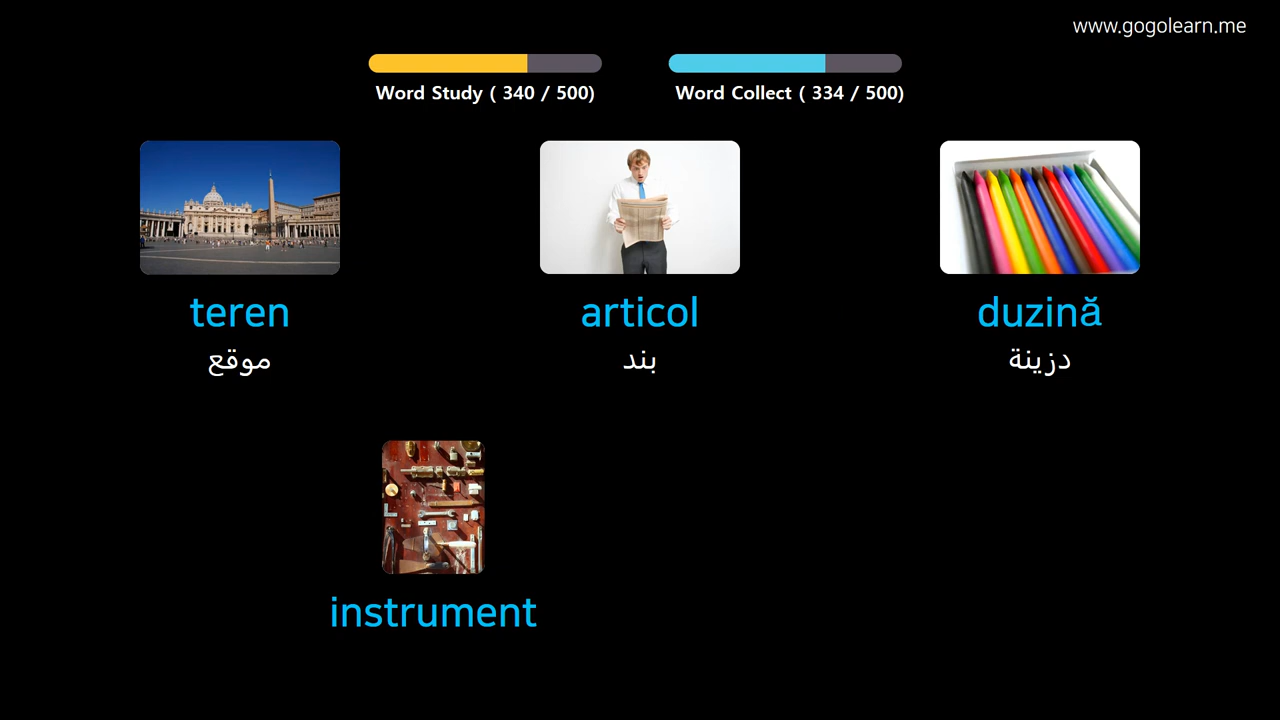 www.gogolearn.me
Word Study ( 340 / 500)
Word Collect ( 334 / 500)
teren
articol
duzină
موقع
بند
دزينة
instrument